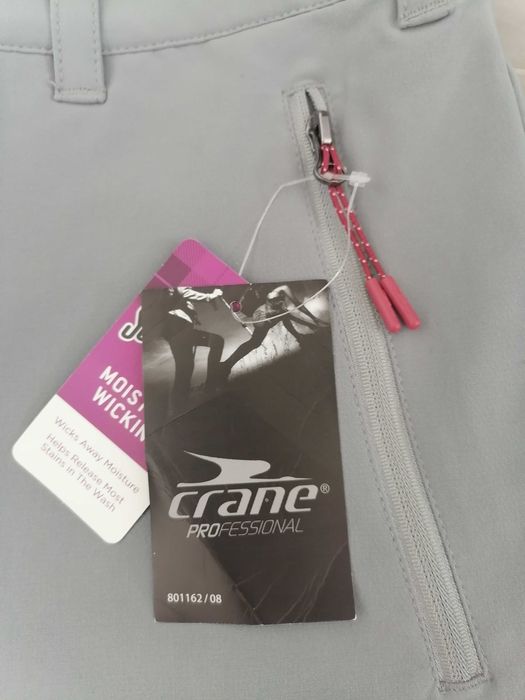 MOIST
WICKIN
Wicks Away Moisture
Helps Release Most
Stains in The Wash
crane®
PROFESSIONAL
801162/08